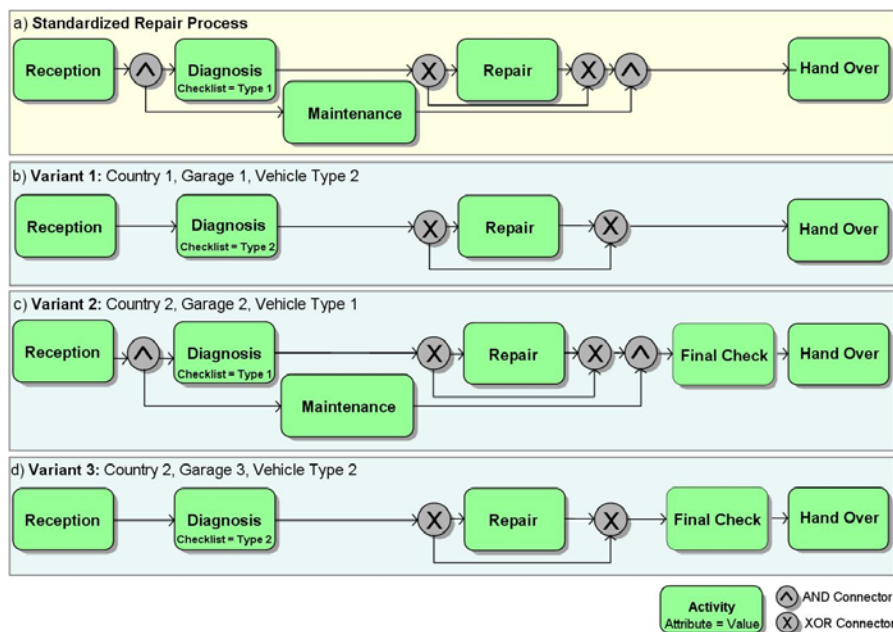 a) Standardized Repair Process
Reception
Diagnosis
Checklist = Type 1
Maintenance
X
Repair
X
Hand Over
b) Variant 1: Country 1, Garage 1, Vehicle Type 2
Reception
Diagnosis
Checklist = Type 2
X
Repair
X
Hand Over
c) Variant 2: Country 2, Garage 2, Vehicle Type 1
Reception
Diagnosis
Checklist = Type 1
Maintenance
X
Repair
X
Final Check
Hand Over
d) Variant 3: Country 2, Garage 3, Vehicle Type 2
Reception
Diagnosis
Checklist = Type 2
X
Repair
X
Final Check
Hand Over
Activity
Attribute = Value
AND Connector
X
XOR Connector